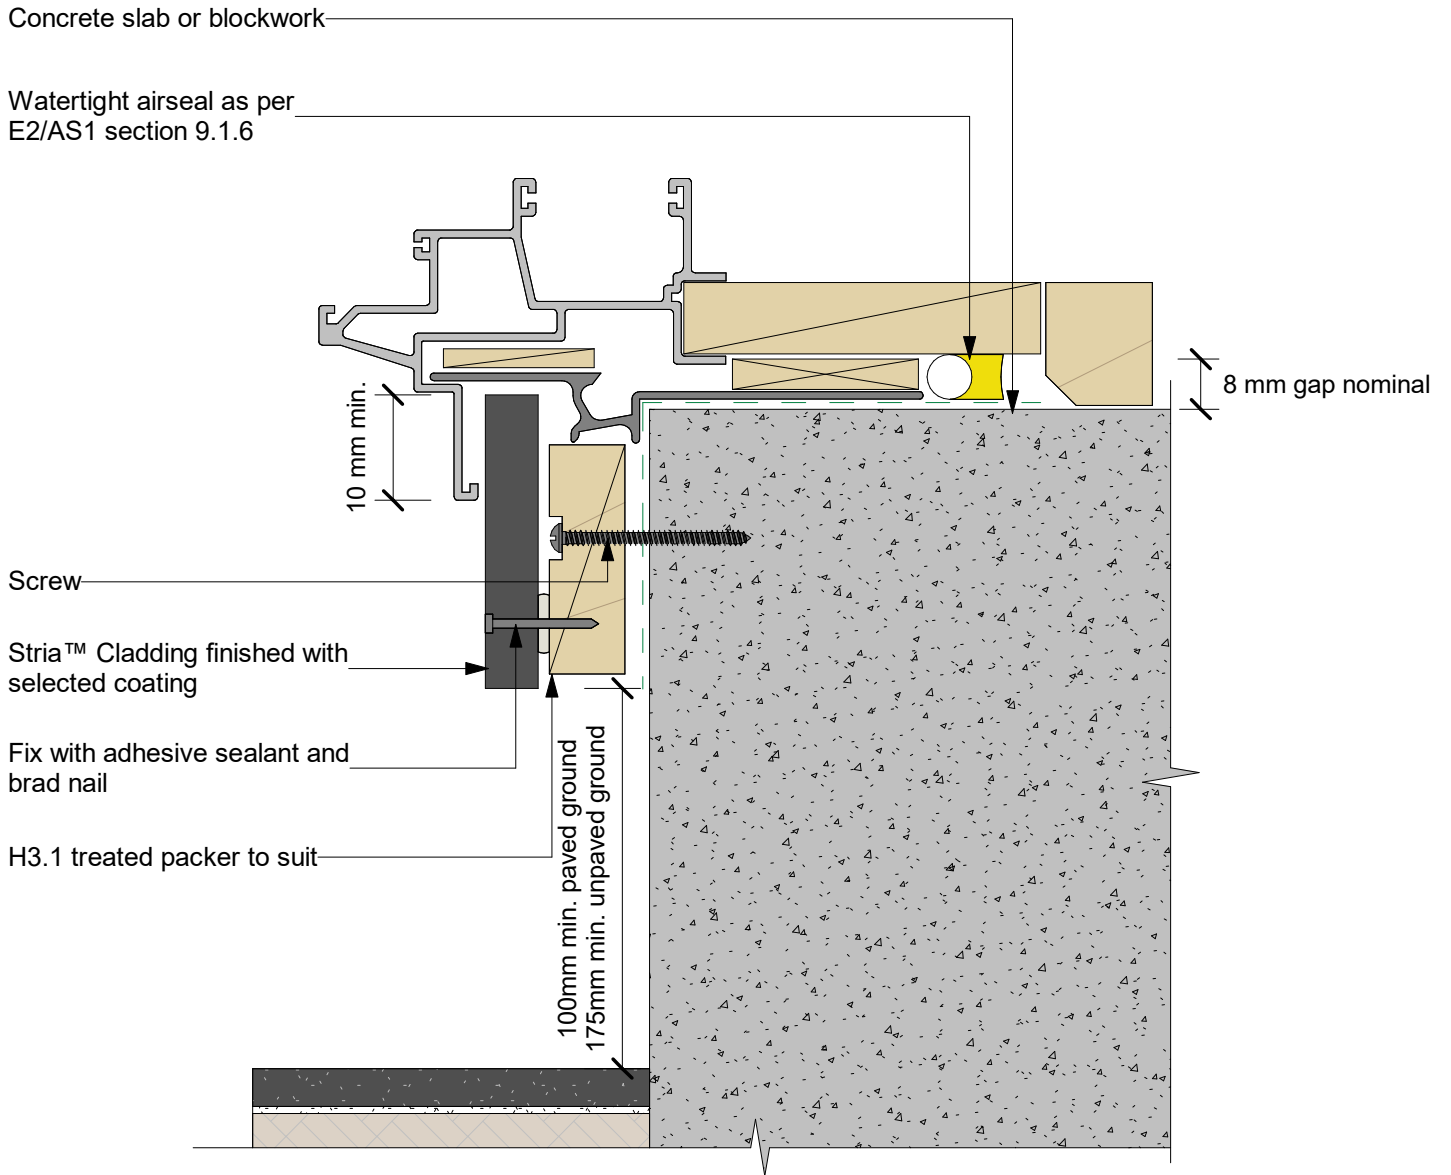 Concrete slab or blockwork
Watertight airseal as per
E2/AS1 section 9.1.6
8 mm gap nominal
10 mm min.
Screw
Stria™ Cladding finished with
selected coating
Fix with adhesive sealant and
brad nail
H3.1 treated packer to suit
100mm min. paved ground
175mm min. unpaved ground